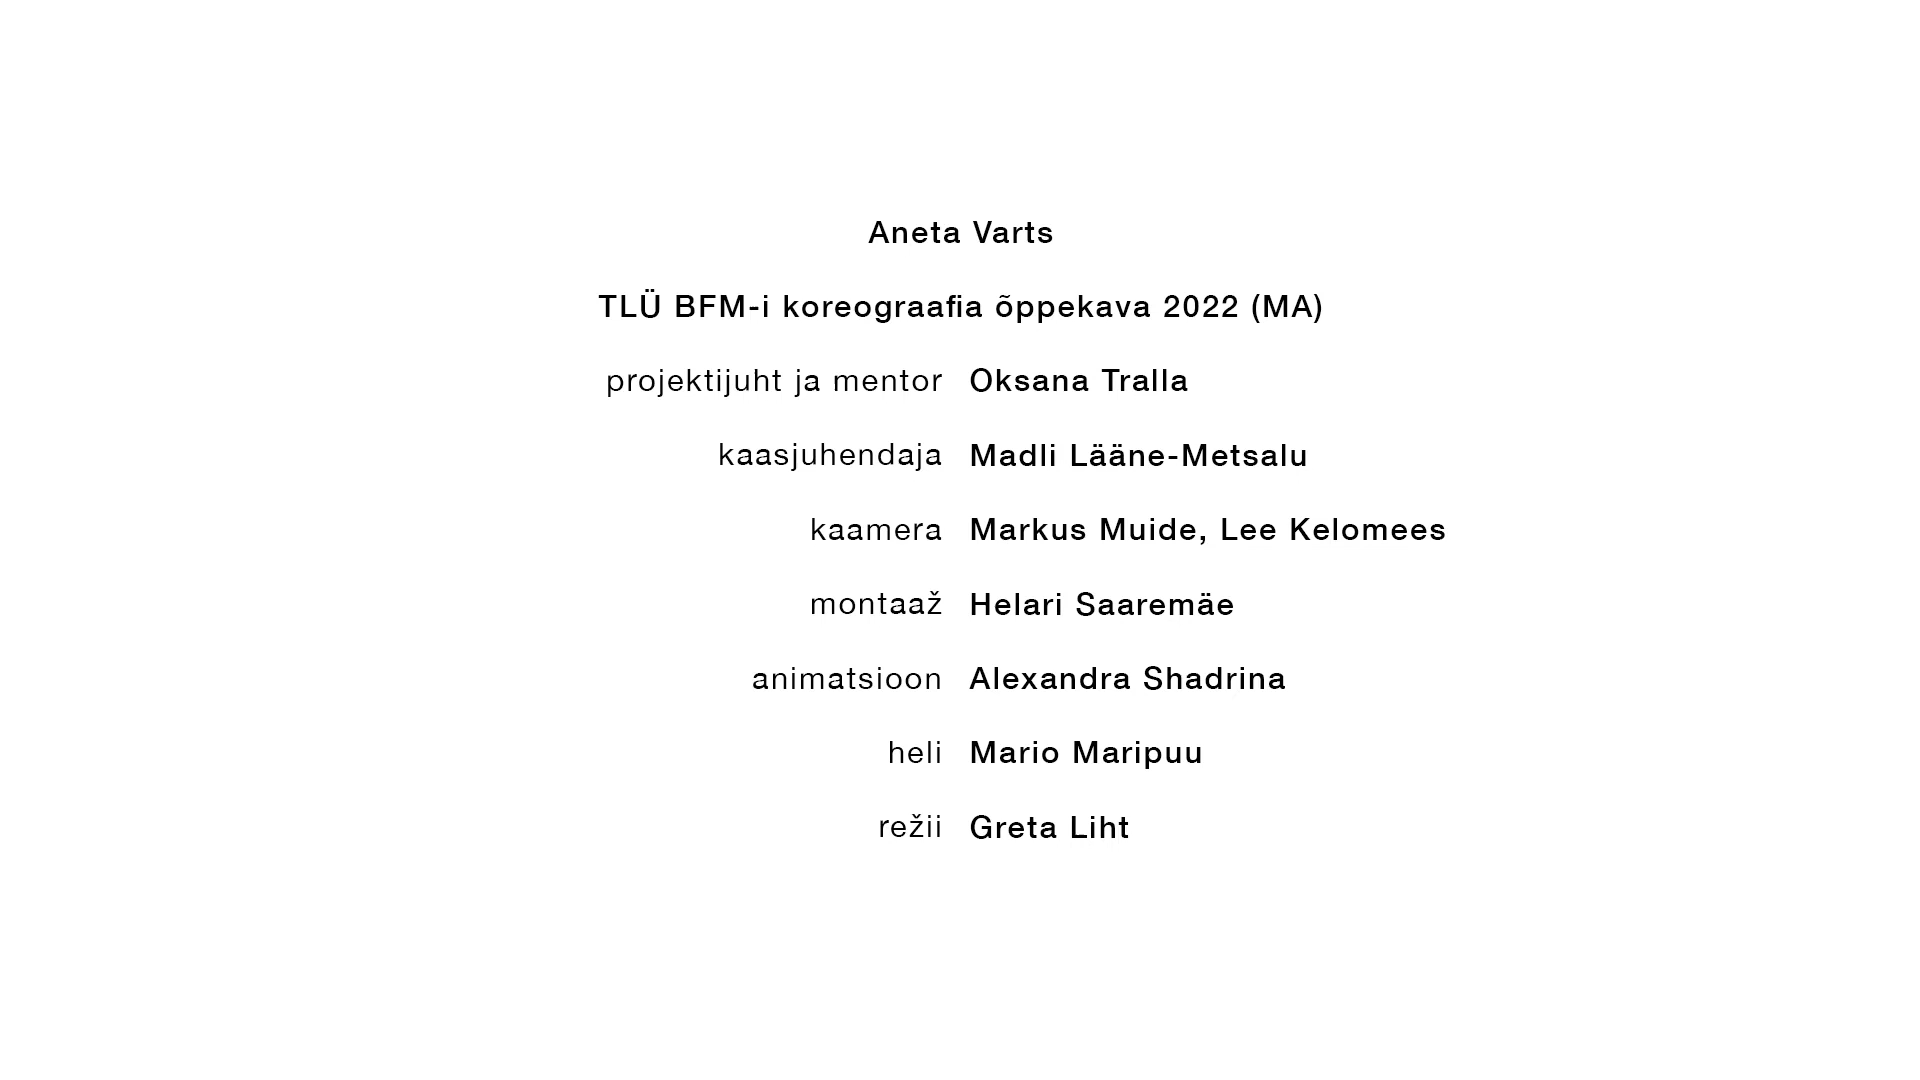 Aneta Varts
TLÜ BFM-i koreograafia õppekava 2022 (MA)
projektijuht ja mentor Oksana Tralla
kaasjuhendaja Madli Lääne-Metsalu
kaamera Markus Muide, Lee Kelomees
montaaž Helari Saaremäe
animatsioon Alexandra Shadrina
heli Mario Maripuu
režii Greta Liht